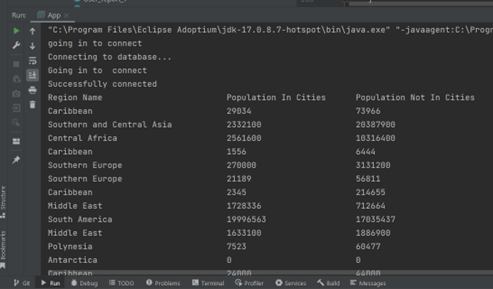 Run: App
"C:\Program Files\Eclipse Adoptium\jdk-17.0.8.7-hotspot\bin\java.exe" "-javaagent:C:\Progr
going in to connect
Connecting to database...
Going in to  connect
Successfully connected
Region Name Population In Cities Population Not In Cities
Caribbean 29034 73966
Southern and Central Asia 2332100 20387900
Central Africa 2561600 10316400
Caribbean 1556 6444
Southern Europe 270000 3131200
Southern Europe 21189 56811
Caribbean 2345 214655
Middle East 1728336 712664
South America 19996563 17035437
Middle East 1633100 1886900
Polynesia 7523 60477
Antarctica 0 0
Caribbean 24000 44000
Structure
Bookmarks
Git Run Debug TODO Problems Terminal Profiler Services Build Messages